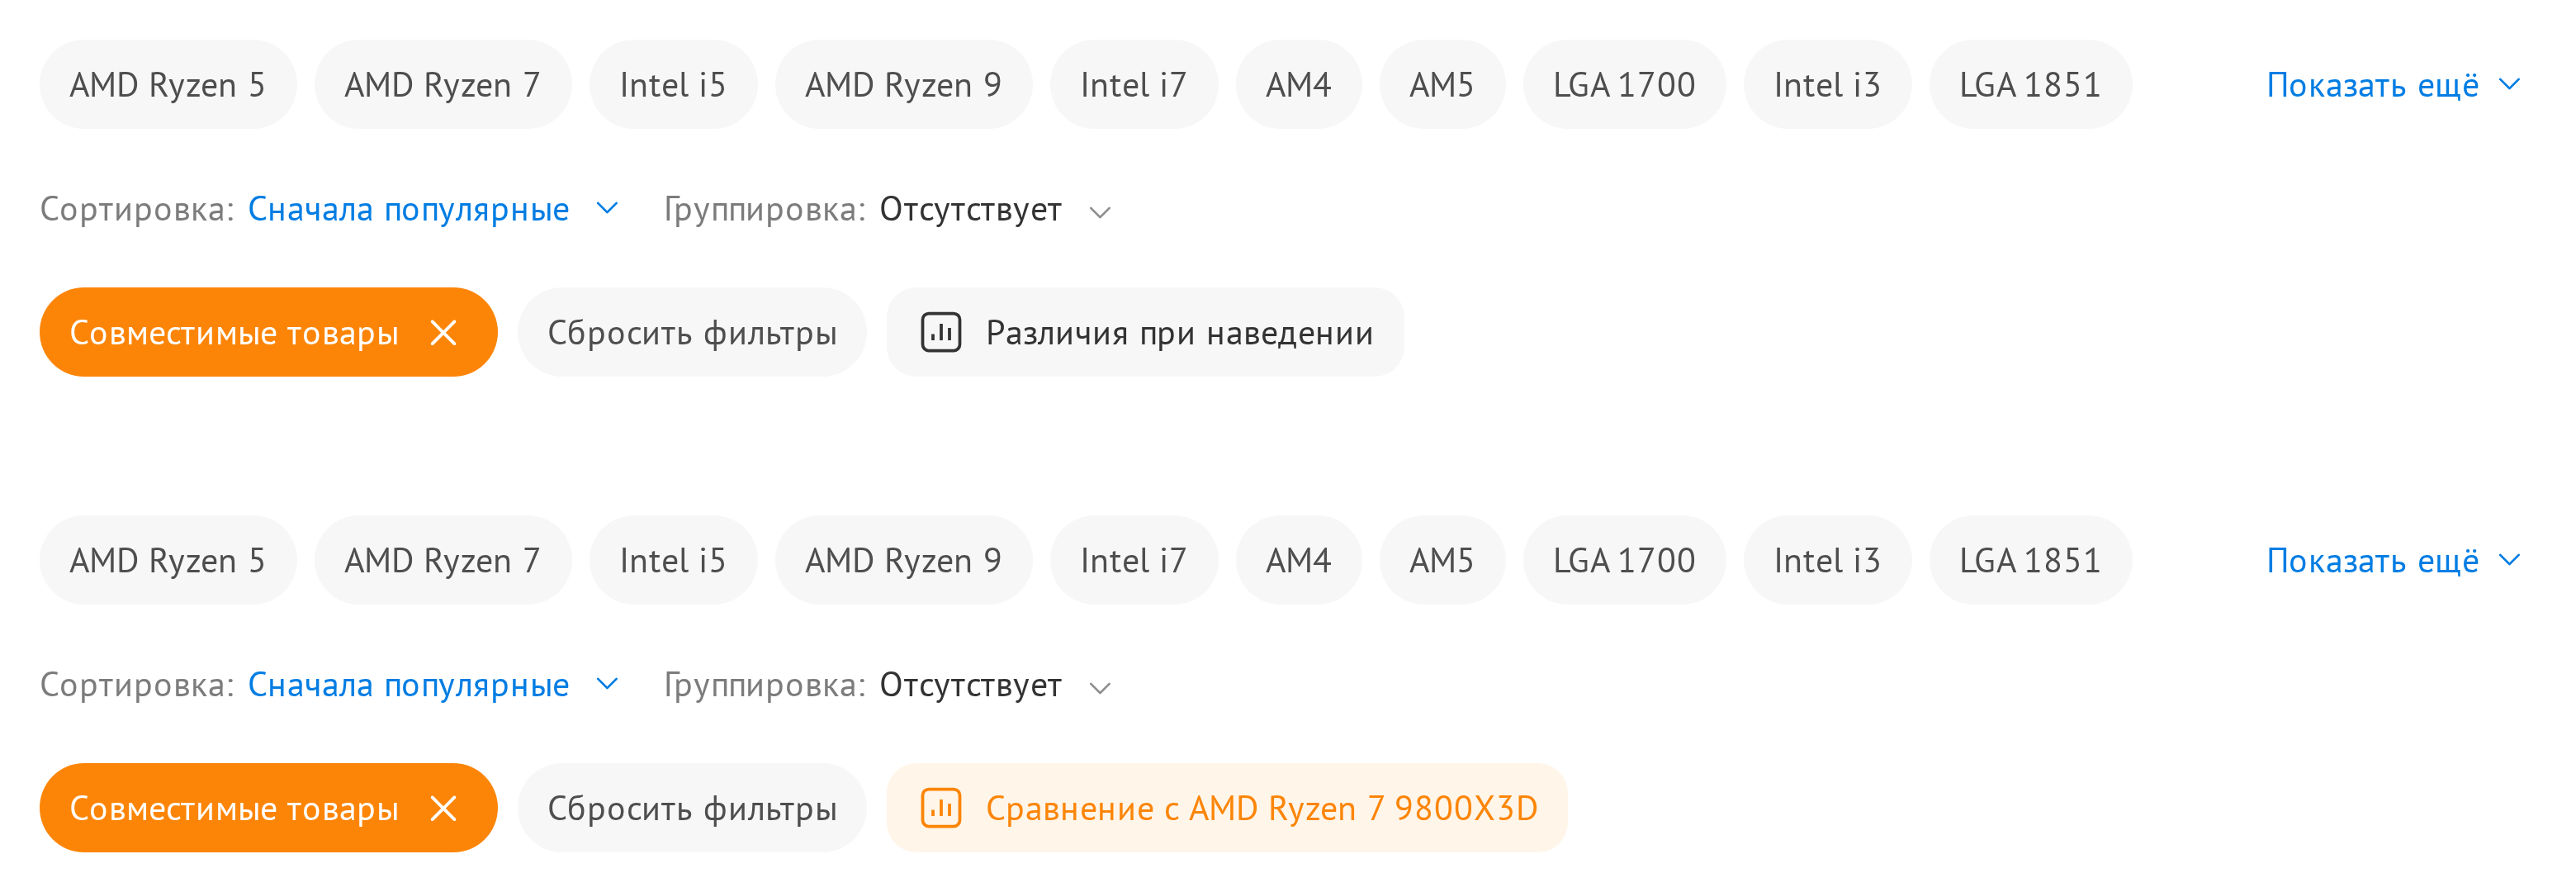 AMD Ryzen 5 AMD Ryzen 7 Intel i5 AMD Ryzen 9 Intel i7 AM4 AM5 LGA 1700 Intel i3 LGA 1851 Показать ещё
Сортировка: Сначала популярные Группировка: Отсутствует
Совместимые товары Сбросить фильтры Различия при наведении
AMD Ryzen 5 AMD Ryzen 7 Intel i5 AMD Ryzen 9 Intel i7 AM4 AM5 LGA 1700 Intel i3 LGA 1851 Показать ещё
Сортировка: Сначала популярные Группировка: Отсутствует
Совместимые товары Сбросить фильтры Сравнение с AMD Ryzen 7 9800X3D